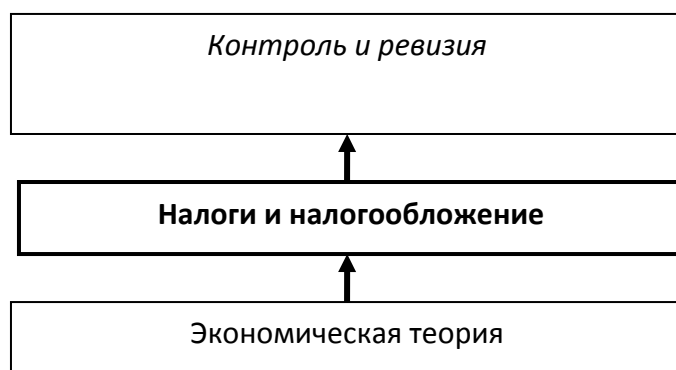 Контроль и ревизия
Налоги и налогообложение
Экономическая теория